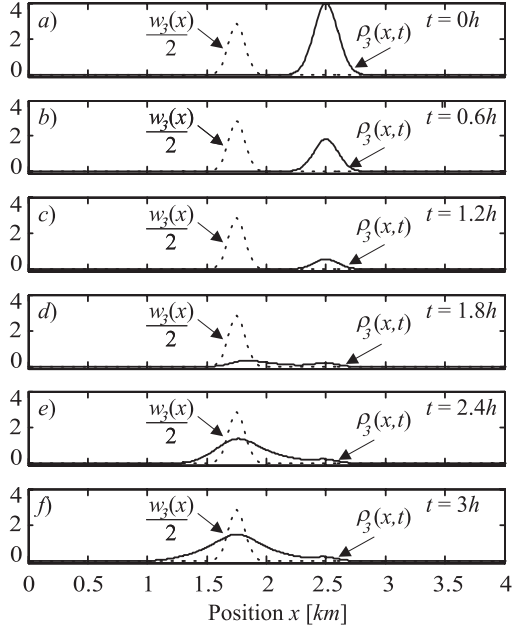 4
a)
w₃(x)
2
ρ₃(x,t)
t = 0h
2
0
4
b)
w₃(x)
2
ρ₃(x,t)
t = 0.6h
2
0
4
c)
w₃(x)
2
ρ₃(x,t)
t = 1.2h
2
0
4
d)
w₃(x)
2
ρ₃(x,t)
t = 1.8h
2
0
4
e)
w₃(x)
2
ρ₃(x,t)
t = 2.4h
2
0
4
f)
w₃(x)
2
ρ₃(x,t)
t = 3h
2
0
0 0.5 1 1.5 2 2.5 3 3.5 4
Position x [km]